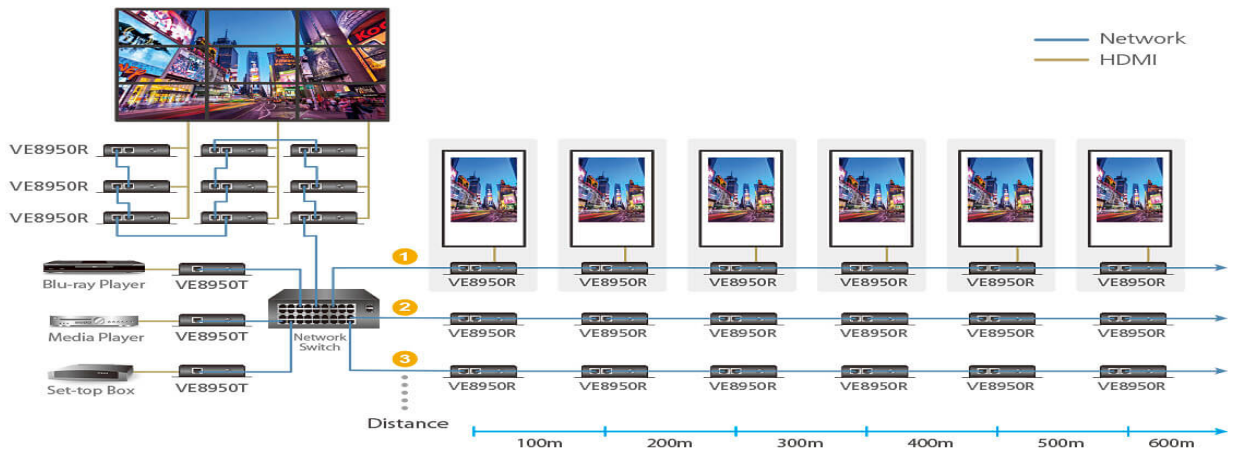 Network
HDMI
VE8950R
VE8950R
VE8950R
Blu-ray Player
VE8950T
Media Player
VE8950T
Set-top Box
VE8950T
Network
Switch
1
VE8950R VE8950R VE8950R VE8950R VE8950R VE8950R
2
VE8950R VE8950R VE8950R VE8950R VE8950R VE8950R
3
VE8950R VE8950R VE8950R VE8950R VE8950R VE8950R
Distance
100m 200m 300m 400m 500m 600m